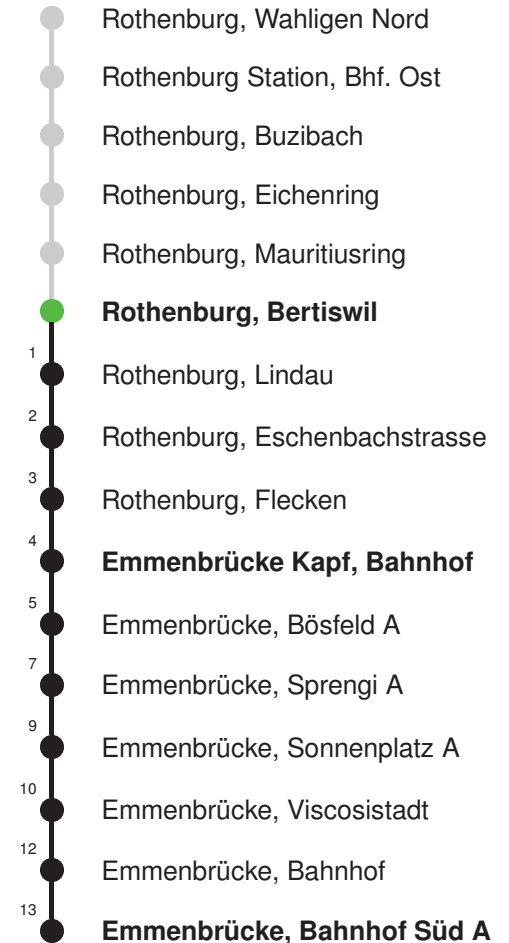 Rothenburg, Wahligen Nord
Rothenburg Station, Bhf. Ost
Rothenburg, Buzibach
Rothenburg, Eichenring
Rothenburg, Mauritiusring
Rothenburg, Bertiswil
1 Rothenburg, Lindau
2 Rothenburg, Eschenbachstrasse
3 Rothenburg, Flecken
4 Emmenbrücke Kapf, Bahnhof
5 Emmenbrücke, Bösfeld A
7 Emmenbrücke, Sprengi A
9 Emmenbrücke, Sonnenplatz A
10 Emmenbrücke, Viscosistadt
12 Emmenbrücke, Bahnhof
13 Emmenbrücke, Bahnhof Süd A